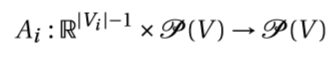 A_i : ℝ^{|V_i|−1} × 𝒫(V) → 𝒫(V)